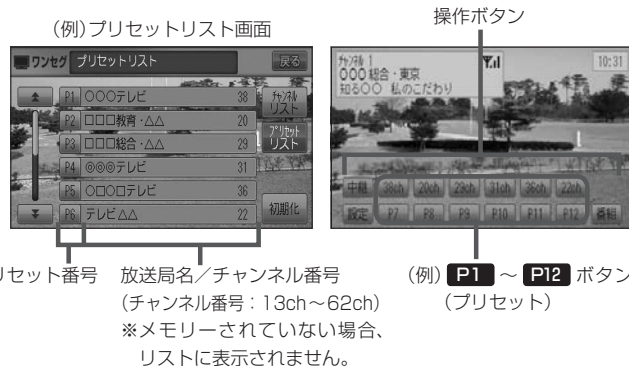 (例)プリセットリスト画面
操作ボタン
ワンセグ プリセットリスト 戻る
P1 〇〇〇テレビ 38
P2 □□□教育・△△ 20
P3 □□□総合・△△ 29
P4 ◎◎◎テレビ 31
P5 〇□〇□テレビ 36
P6 テレビ△△ 22
チャンネルリスト
プリセットリスト
初期化
チャンネル 1
〇〇〇総合・東京
知る〇〇 私のこだわり
10:31
中継 38ch 20ch 29ch 31ch 36ch 22ch
設定 P7 P8 P9 P10 P11 P12 番組
リセット番号
放送局名/チャンネル番号
(チャンネル番号：13ch〜62ch)
※メモリーされていない場合、
リストに表示されません。
(例) P1 〜 P12 ボタン
(プリセット)